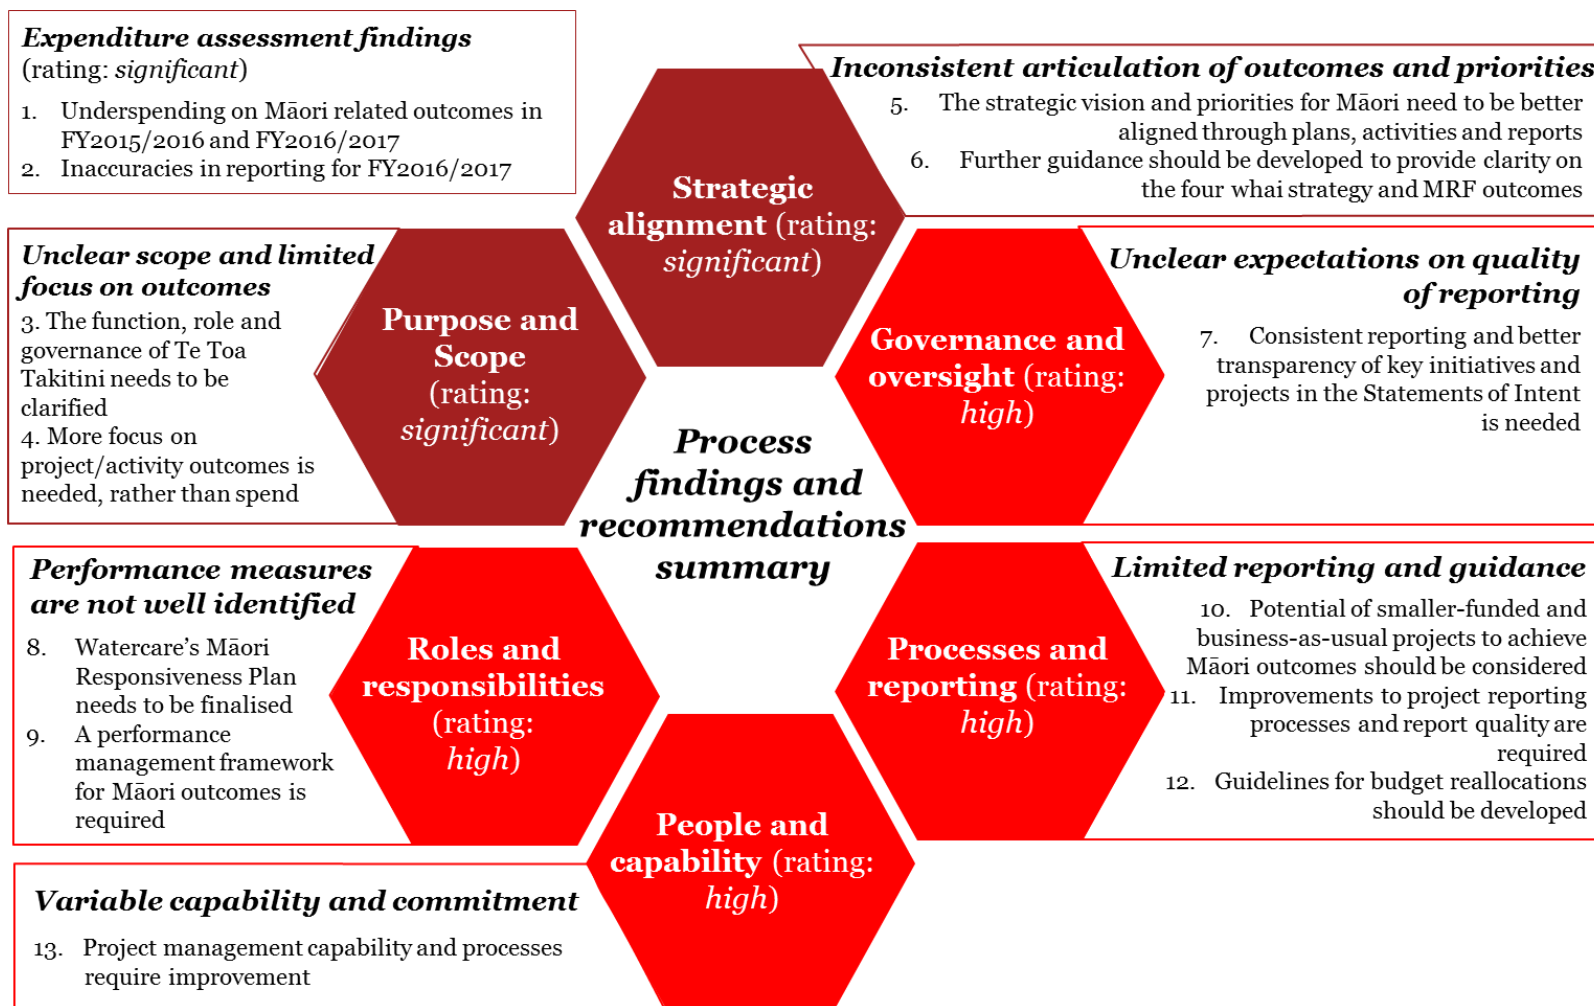 Expenditure assessment findings
(rating: significant)
1. Underspending on Māori related outcomes in
FY2015/2016 and FY2016/2017
2. Inaccuracies in reporting for FY2016/2017
Strategic
alignment (rating:
significant)
Inconsistent articulation of outcomes and priorities
5. The strategic vision and priorities for Māori need to be better
aligned through plans, activities and reports
6. Further guidance should be developed to provide clarity on
the four whai strategy and MRF outcomes
Unclear scope and limited
focus on outcomes
3. The function, role and
governance of Te Toa
Takitini needs to be
clarified
4. More focus on
project/activity outcomes is
needed, rather than spend
Purpose and
Scope
(rating:
significant)
Governance and
oversight (rating:
high)
Unclear expectations on quality
of reporting
7. Consistent reporting and better
transparency of key initiatives and
projects in the Statements of Intent
is needed
Process
findings and
recommendations
summary
Performance measures
are not well identified
8. Watercare's Māori
Responsiveness Plan
needs to be finalised
9. A performance
management framework
for Māori outcomes is
required
Roles and
responsibilities
(rating:
high)
Processes and
reporting (rating:
high)
Limited reporting and guidance
10. Potential of smaller-funded and
business-as-usual projects to achieve
Māori outcomes should be considered
11. Improvements to project reporting
processes and report quality are
required
12. Guidelines for budget reallocations
should be developed
People and
capability (rating:
high)
Variable capability and commitment
13. Project management capability and processes
require improvement